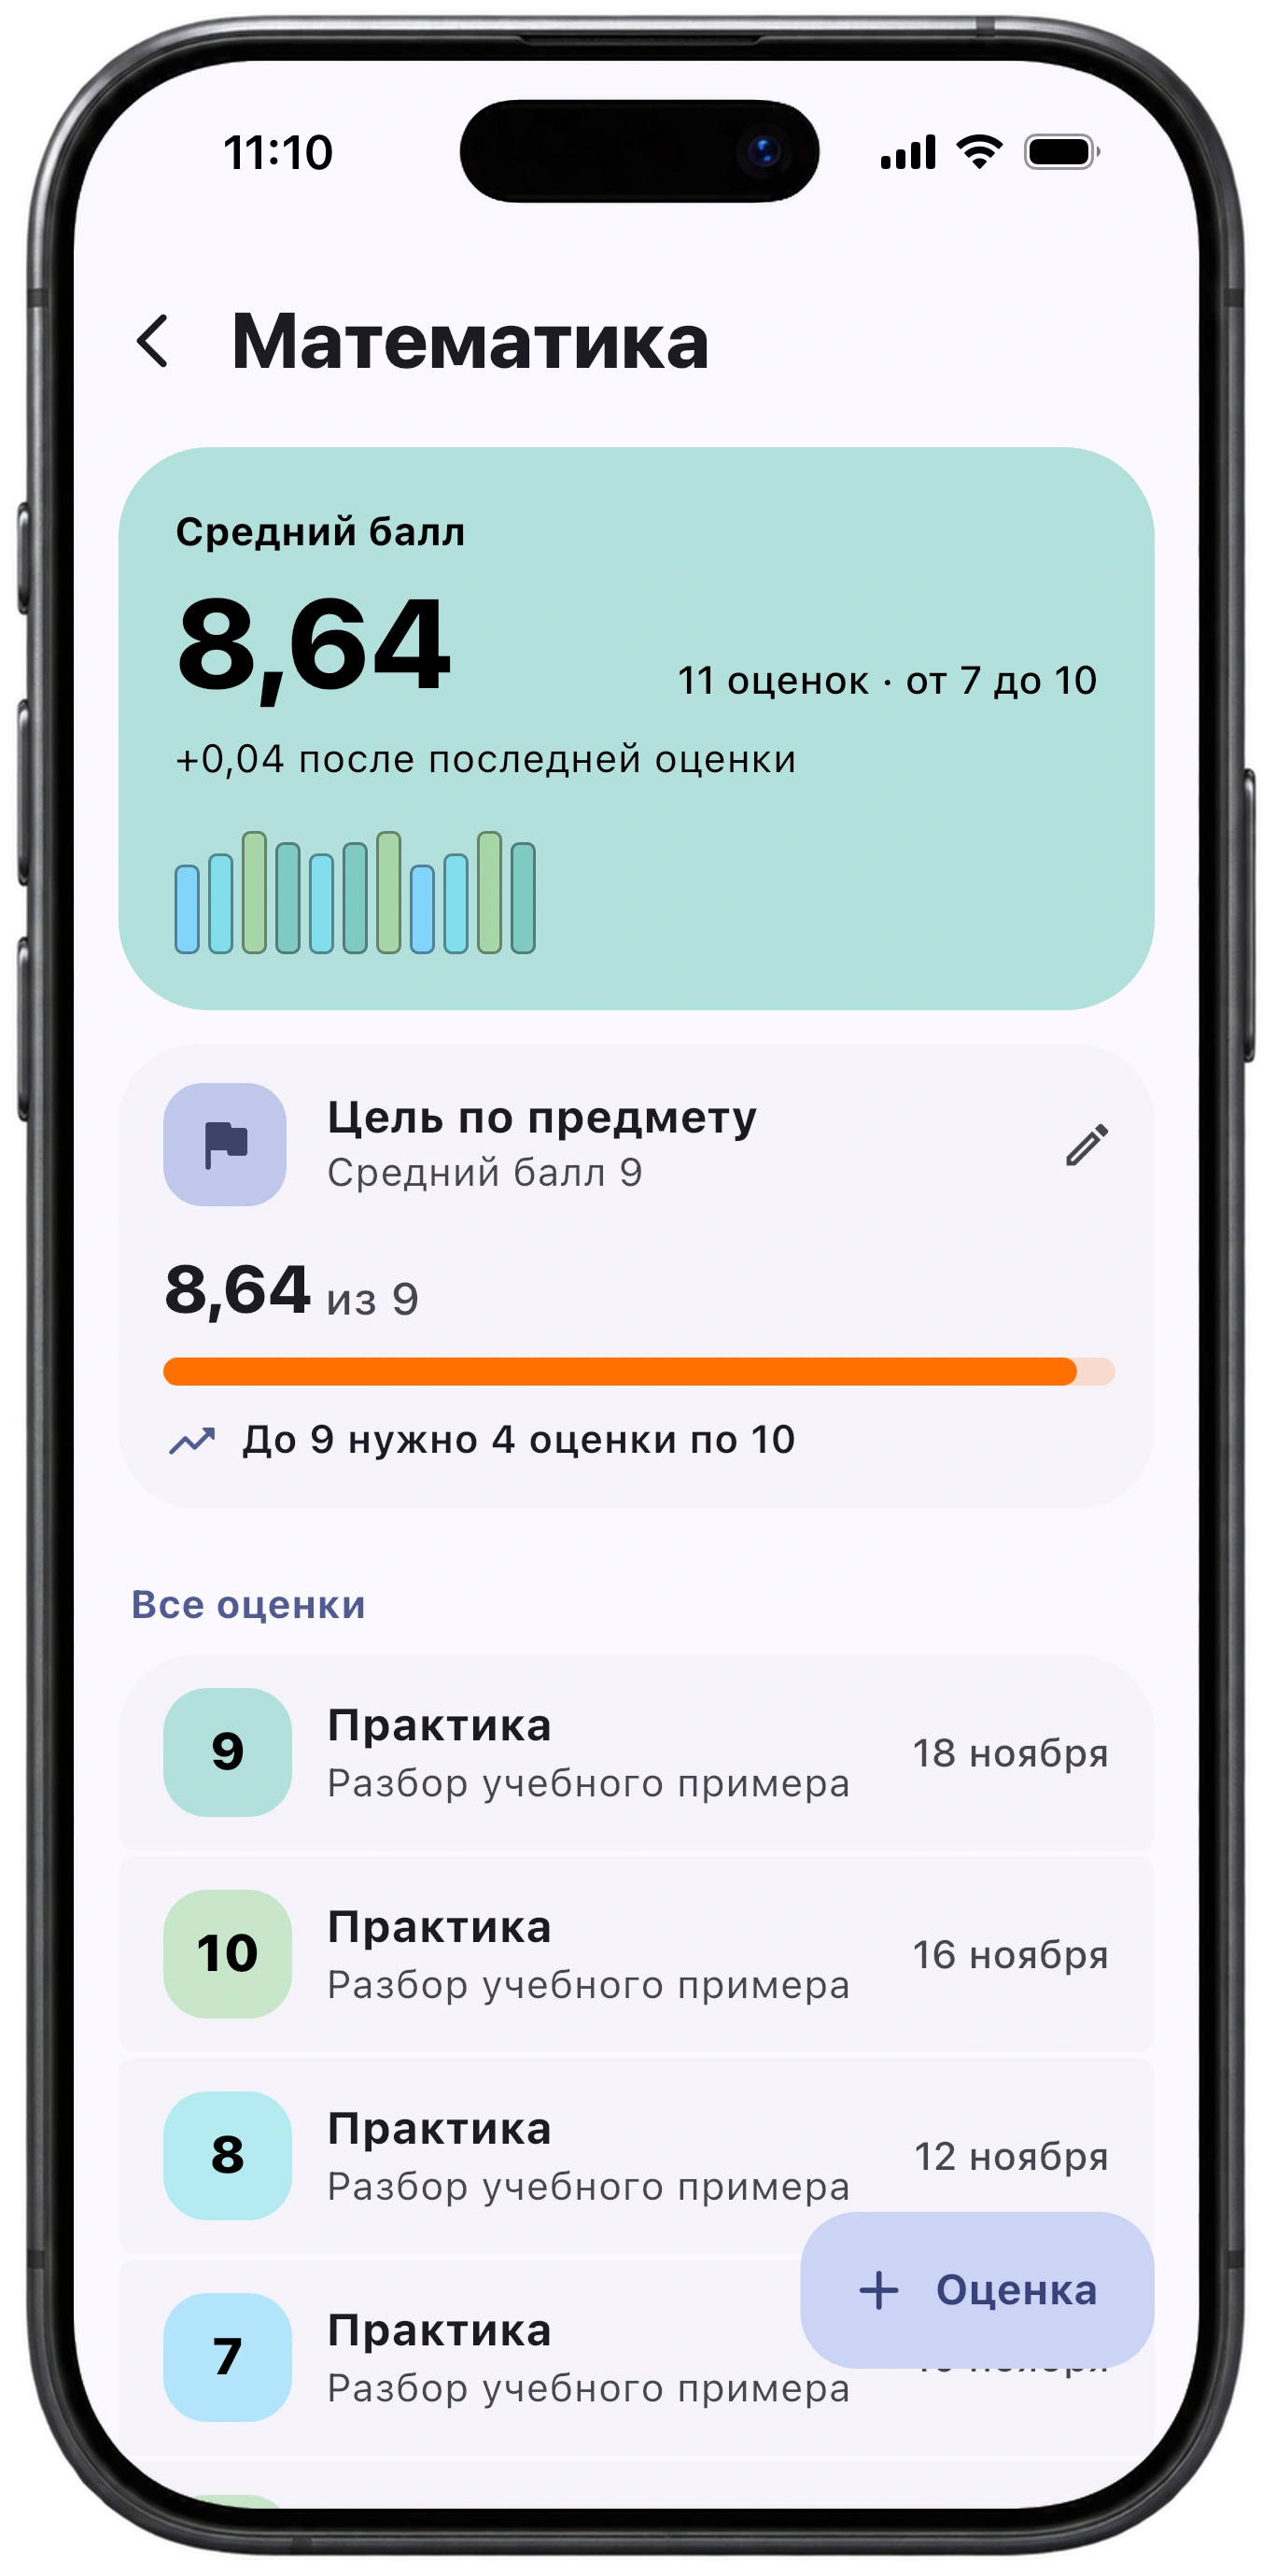 11:10
Математика
Средний балл
8,64
11 оценок · от 7 до 10
+0,04 после последней оценки
Цель по предмету
Средний балл 9
8,64 из 9
До 9 нужно 4 оценки по 10
Все оценки
9
Практика
Разбор учебного примера
18 ноября
10
Практика
Разбор учебного примера
16 ноября
8
Практика
Разбор учебного примера
12 ноября
7
Практика
Разбор учебного примера
+ Оценка